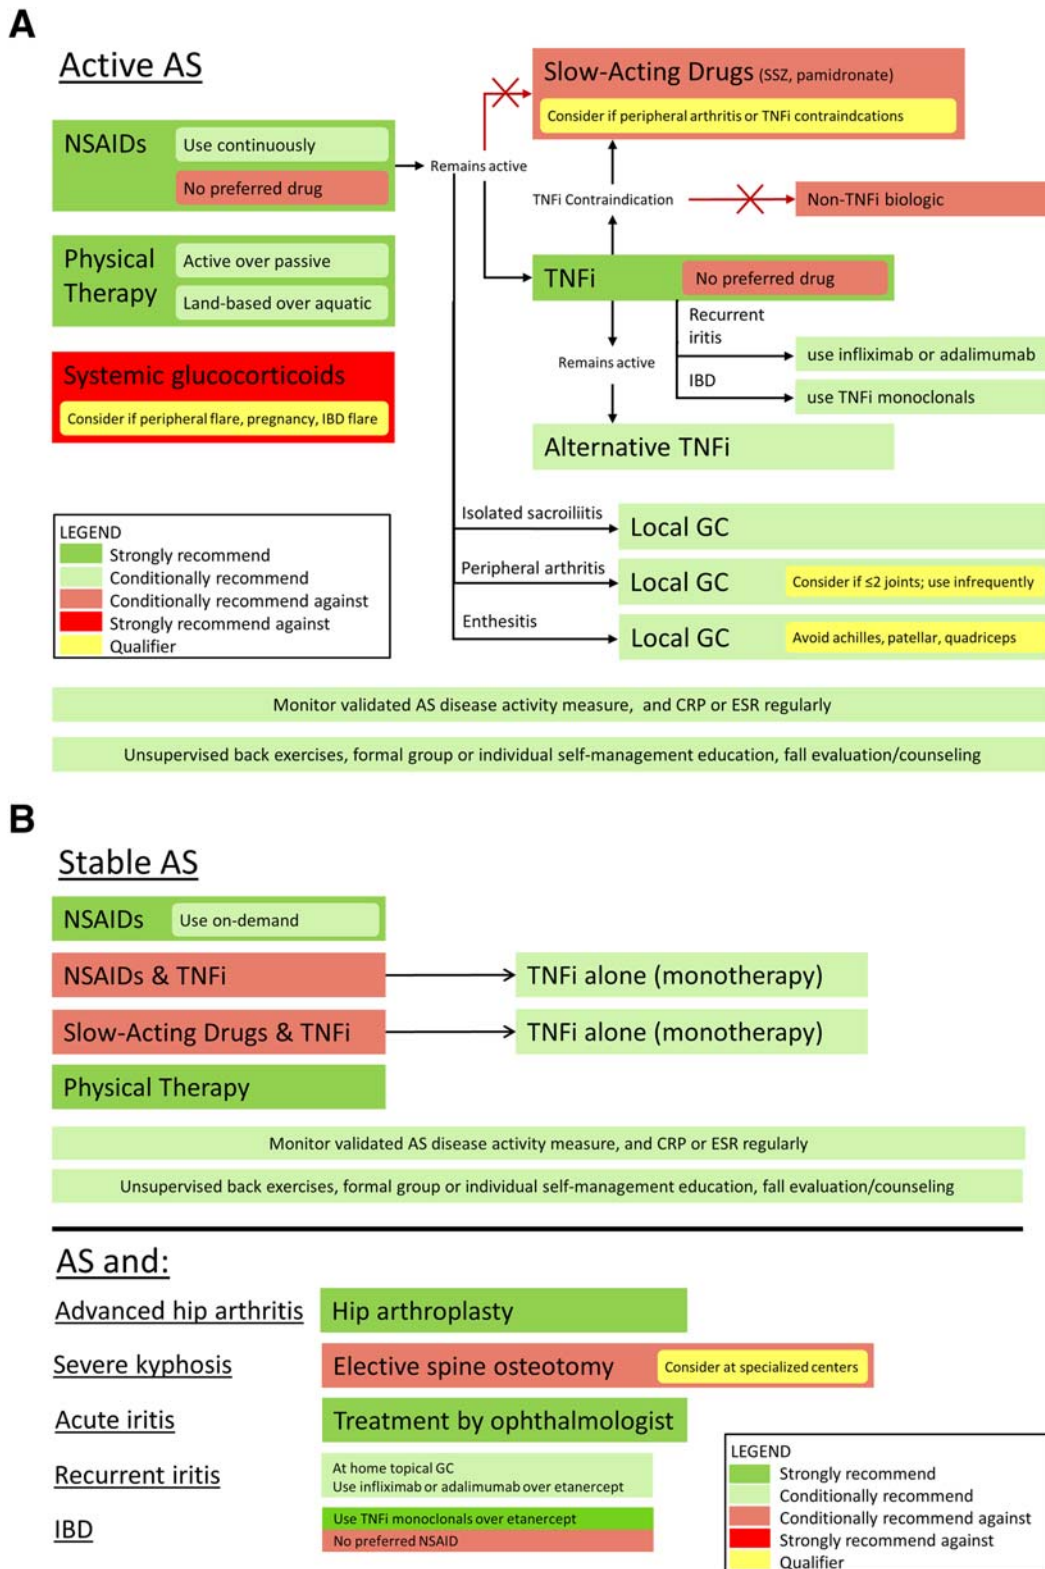 A
Active AS
NSAIDs
Use continuously
No preferred drug
Physical
Therapy
Active over passive
Land-based over aquatic
Systemic glucocorticoids
Consider if peripheral flare, pregnancy, IBD flare
Remains active
Slow-Acting Drugs (SSZ, pamidronate)
Consider if peripheral arthritis or TNFi contraindcations
TNFi Contraindication
Non-TNFi biologic
TNFi
No preferred drug
Recurrent
iritis
use infliximab or adalimumab
IBD
use TNFi monoclonals
Remains active
Alternative TNFi
Isolated sacroiliitis
Local GC
Peripheral arthritis
Local GC
Consider if ≤2 joints; use infrequently
Enthesitis
Local GC
Avoid achilles, patellar, quadriceps
LEGEND
Strongly recommend
Conditionally recommend
Conditionally recommend against
Strongly recommend against
Qualifier
Monitor validated AS disease activity measure, and CRP or ESR regularly
Unsupervised back exercises, formal group or individual self-management education, fall evaluation/counseling
B
Stable AS
NSAIDs
Use on-demand
NSAIDs & TNFi
TNFi alone (monotherapy)
Slow-Acting Drugs & TNFi
TNFi alone (monotherapy)
Physical Therapy
Monitor validated AS disease activity measure, and CRP or ESR regularly
Unsupervised back exercises, formal group or individual self-management education, fall evaluation/counseling
AS and:
Advanced hip arthritis
Hip arthroplasty
Severe kyphosis
Elective spine osteotomy
Consider at specialized centers
Acute iritis
Treatment by ophthalmologist
Recurrent iritis
At home topical GC
Use infliximab or adalimumab over etanercept
IBD
Use TNFi monoclonals over etanercept
No preferred NSAID
LEGEND
Strongly recommend
Conditionally recommend
Conditionally recommend against
Strongly recommend against
Qualifier